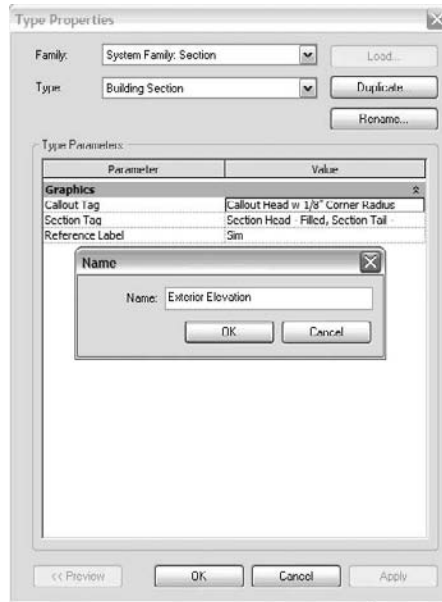 Type Properties
Family: System Family: Section Load...
Type: Building Section Duplicate...
Rename...
Type Parameters
Parameter Value
Graphics
Callout Tag Callout Head w 1/8" Corner Radius
Section Tag Section Head - Filled, Section Tail -
Reference Label Sim
Name
Name: Exterior Elevation
OK Cancel
<< Preview OK Cancel Apply